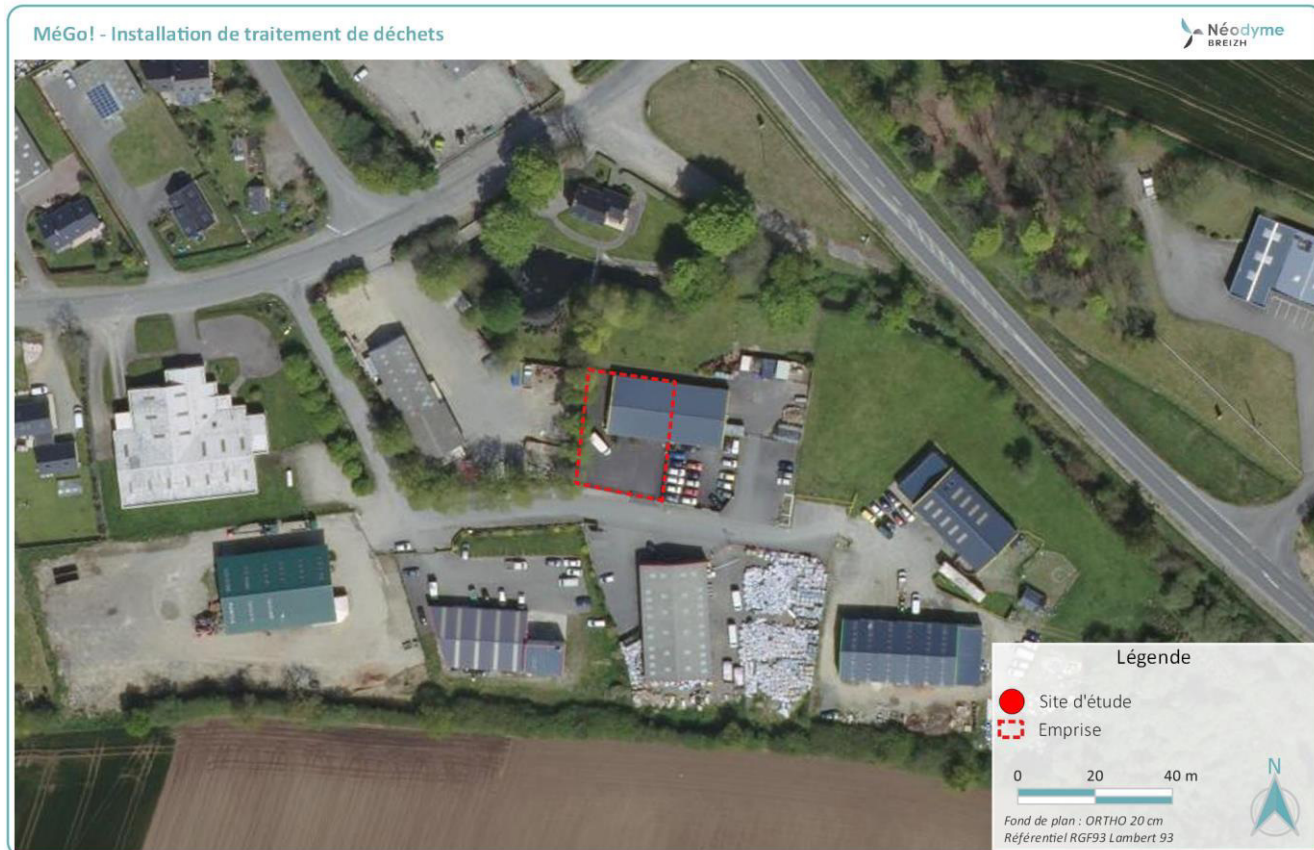 MéGo! - Installation de traitement de déchets
Néodyme
BREIZH
Légende
Site d'étude
Emprise
0 20 40 m
N
Fond de plan : ORTHO 20 cm
Référentiel RGF93 Lambert 93